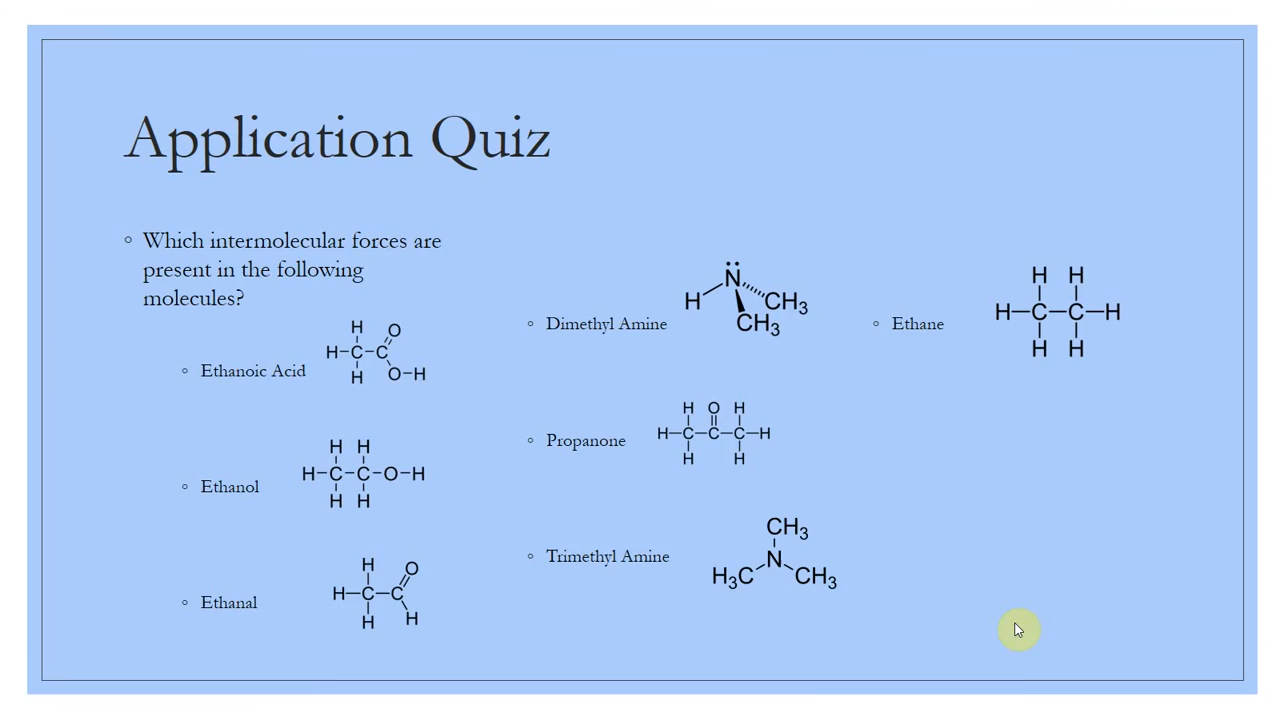 Application Quiz
Which intermolecular forces are
present in the following
molecules?
Ethanoic Acid
H
O
H–C–C
H
O–H
Ethanol
H H
H–C–C–O–H
H H
Ethanal
H
O
H–C–C
H
H
Dimethyl Amine
N
H
CH₃
CH₃
Propanone
H O H
H–C–C–C–H
H H
Trimethyl Amine
CH₃
N
H₃C CH₃
Ethane
H H
H–C–C–H
H H